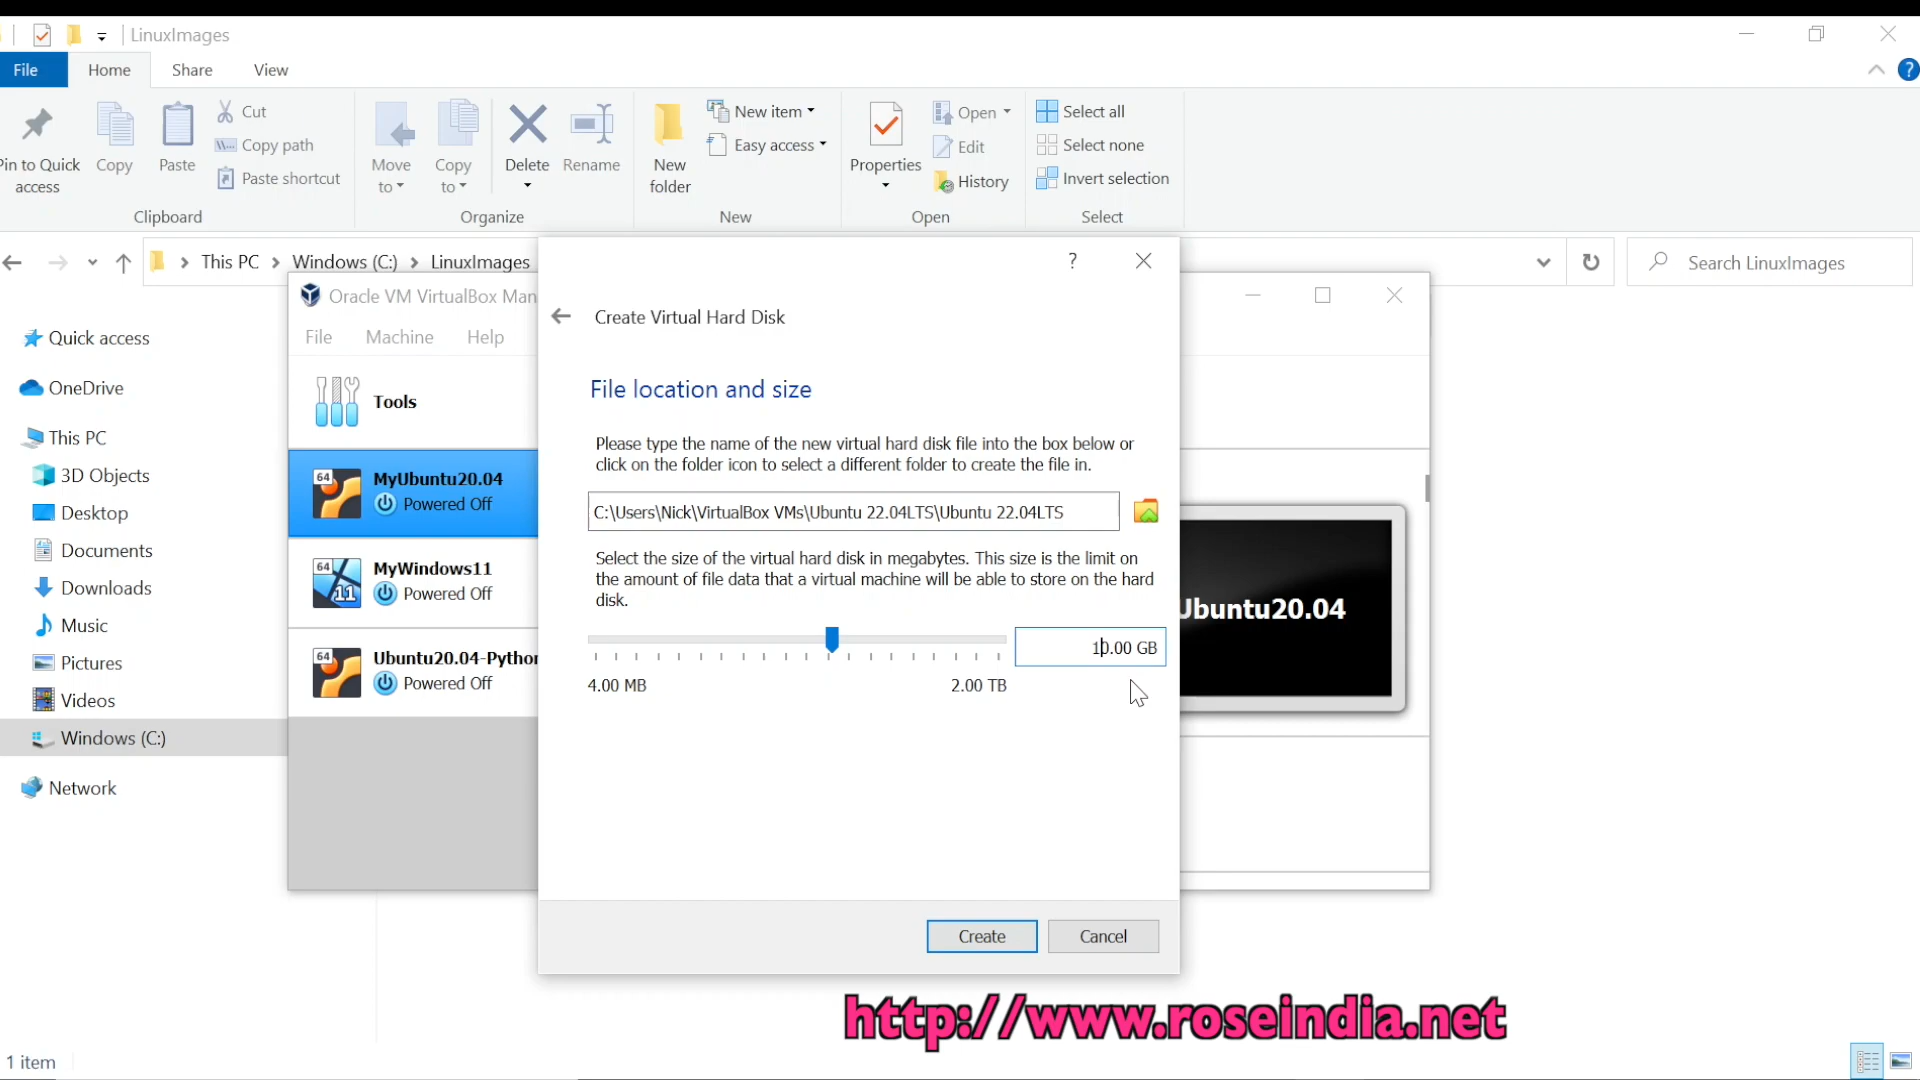 LinuxImages
File
Home
Share
View
?
Pin to Quick
access
Copy
Paste
Cut
Copy path
Paste shortcut
Clipboard
Move
to
Copy
to
Delete
Rename
Organize
New
folder
New item
Easy access
New
Properties
Open
Edit
History
Open
Select all
Select none
Invert selection
Select
This PC
Windows (C:)
LinuxImages
Search LinuxImages
Quick access
OneDrive
This PC
3D Objects
Desktop
Documents
Downloads
Music
Pictures
Videos
Windows (C:)
Network
Oracle VM VirtualBox Man
File
Machine
Help
Tools
64
MyUbuntu20.04
Powered Off
64
11
MyWindows11
Powered Off
64
Ubuntu20.04-Python
Powered Off
?
Create Virtual Hard Disk
File location and size
Please type the name of the new virtual hard disk file into the box below or
click on the folder icon to select a different folder to create the file in.
C:\Users\Nick\VirtualBox VMs\Ubuntu 22.04LTS\Ubuntu 22.04LTS
Select the size of the virtual hard disk in megabytes. This size is the limit on
the amount of file data that a virtual machine will be able to store on the hard
disk.
10.00 GB
4.00 MB
2.00 TB
Create
Cancel
Ubuntu20.04
http://www.roseindia.net
1 item